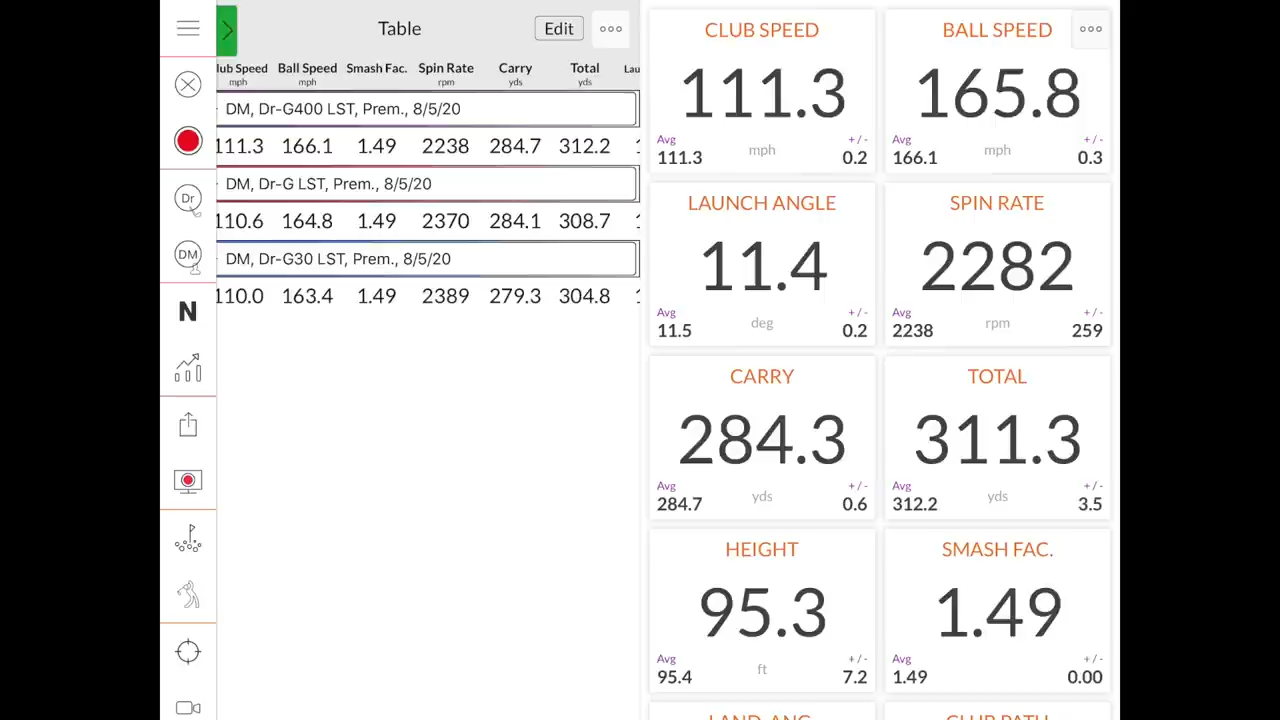 Table
Edit
lub Speed Ball Speed Smash Fac. Spin Rate Carry Total Lau
mph mph rpm yds yds
DM, Dr-G400 LST, Prem., 8/5/20
111.3 166.1 1.49 2238 284.7 312.2
DM, Dr-G LST, Prem., 8/5/20
110.6 164.8 1.49 2370 284.1 308.7
DM, Dr-G30 LST, Prem., 8/5/20
110.0 163.4 1.49 2389 279.3 304.8
Dr
DM
N
CLUB SPEED
111.3
Avg mph + / -
111.3 0.2
BALL SPEED
165.8
Avg mph + / -
166.1 0.3
LAUNCH ANGLE
11.4
Avg deg + / -
11.5 0.2
SPIN RATE
2282
Avg rpm + / -
2238 259
CARRY
284.3
Avg yds + / -
284.7 0.6
TOTAL
311.3
Avg yds + / -
312.2 3.5
HEIGHT
95.3
Avg ft + / -
95.4 7.2
SMASH FAC.
1.49
Avg + / -
1.49 0.00
LAND. ANG.
CLUB PATH